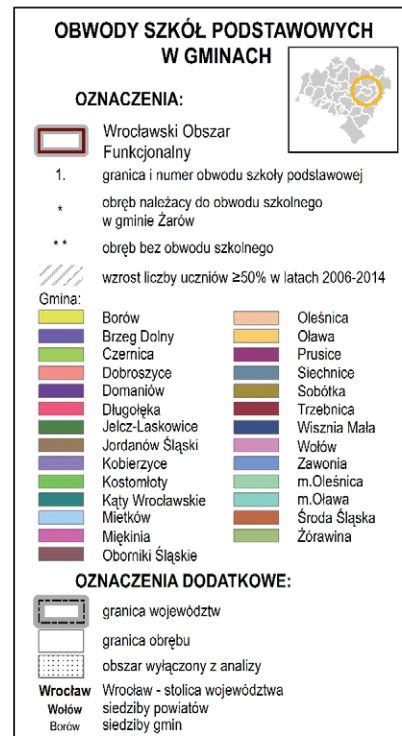 OBWODY SZKÓŁ PODSTAWOWYCH
W GMINACH
OZNACZENIA:
Wrocławski Obszar
Funkcjonalny
1. granica i numer obwodu szkoły podstawowej
* obręb należacy do obwodu szkolnego
w gminie Żarów
** obręb bez obwodu szkolnego
wzrost liczby uczniów ≥50% w latach 2006-2014
Gmina:
Borów
Brzeg Dolny
Czernica
Dobroszyce
Domaniów
Długołęka
Jelcz-Laskowice
Jordanów Śląski
Kobierzyce
Kostomłoty
Kąty Wrocławskie
Mietków
Miękinia
Oborniki Śląskie
Oleśnica
Oława
Prusice
Siechnice
Sobótka
Trzebnica
Wisznia Mała
Wołów
Zawonia
m.Oleśnica
m.Oława
Środa Śląska
Żórawina
OZNACZENIA DODATKOWE:
granica województw
granica obrębu
obszar wyłączony z analizy
Wrocław Wrocław - stolica województwa
Wołów siedziby powiatów
Borów siedziby gmin